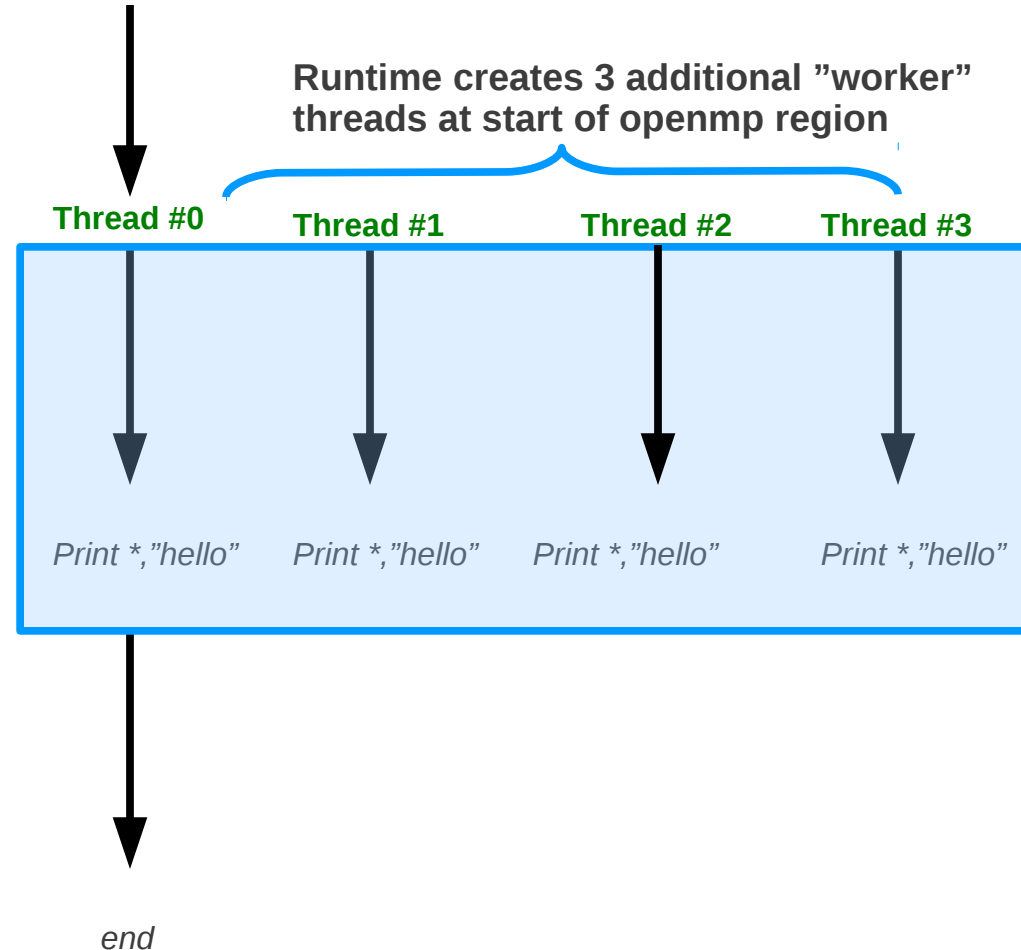 Runtime creates 3 additional ”worker”
threads at start of openmp region
Thread #0 Thread #1 Thread #2 Thread #3
Print *,”hello” Print *,”hello” Print *,”hello” Print *,”hello”
end